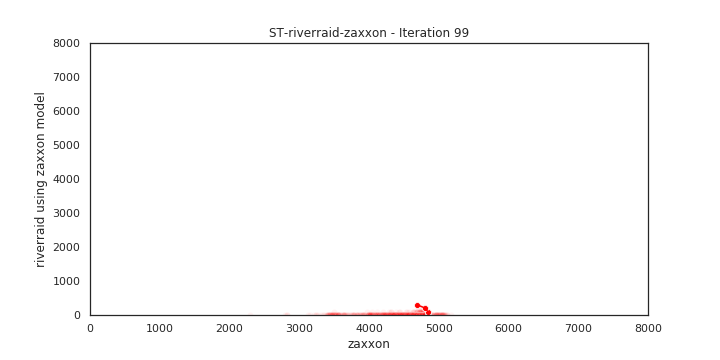 ST-riverraid-zaxxon - Iteration 99
8000
7000
6000
5000
4000
3000
2000
1000
0
riverraid using zaxxon model
0 1000 2000 3000 4000 5000 6000 7000 8000
zaxxon